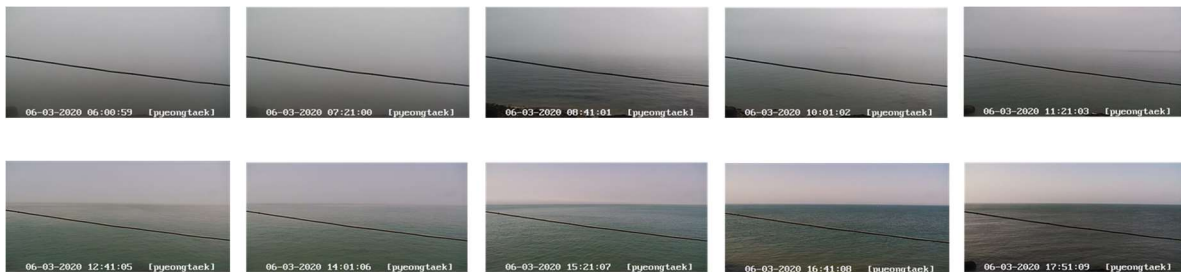 06-03-2020 06:00:59 [pyeongtaek]
06-03-2020 07:21:00 [pyeongtaek]
06-03-2020 08:41:01 [pyeongtaek]
06-03-2020 10:01:02 [pyeongtaek]
06-03-2020 11:21:03 [pyeongtaek]
06-03-2020 12:41:05 [pyeongtaek]
06-03-2020 14:01:06 [pyeongtaek]
06-03-2020 15:21:07 [pyeongtaek]
06-03-2020 16:41:08 [pyeongtaek]
06-03-2020 17:51:09 [pyeongtaek]